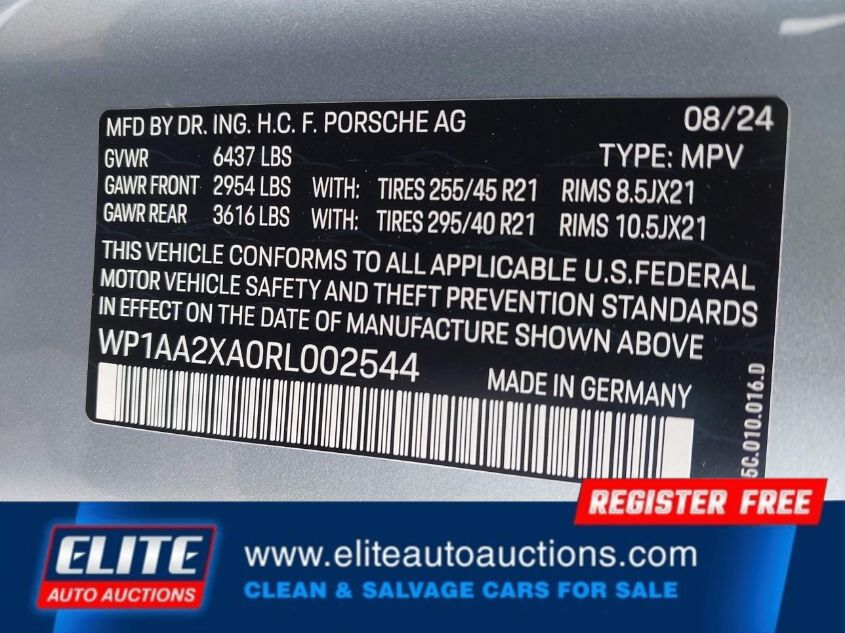 MFD BY DR. ING. H.C. F. PORSCHE AG 08/24
GVWR 6437 LBS TYPE: MPV
GAWR FRONT 2954 LBS WITH: TIRES 255/45 R21 RIMS 8.5JX21
GAWR REAR 3616 LBS WITH: TIRES 295/40 R21 RIMS 10.5JX21
THIS VEHICLE CONFORMS TO ALL APPLICABLE U.S.FEDERAL
MOTOR VEHICLE SAFETY AND THEFT PREVENTION STANDARDS
IN EFFECT ON THE DATE OF MANUFACTURE SHOWN ABOVE
WP1AA2XA0RL002544
MADE IN GERMANY
5C.010.016.D
REGISTER FREE
ELITE
AUTO AUCTIONS
www.eliteautoauctions.com
CLEAN & SALVAGE CARS FOR SALE